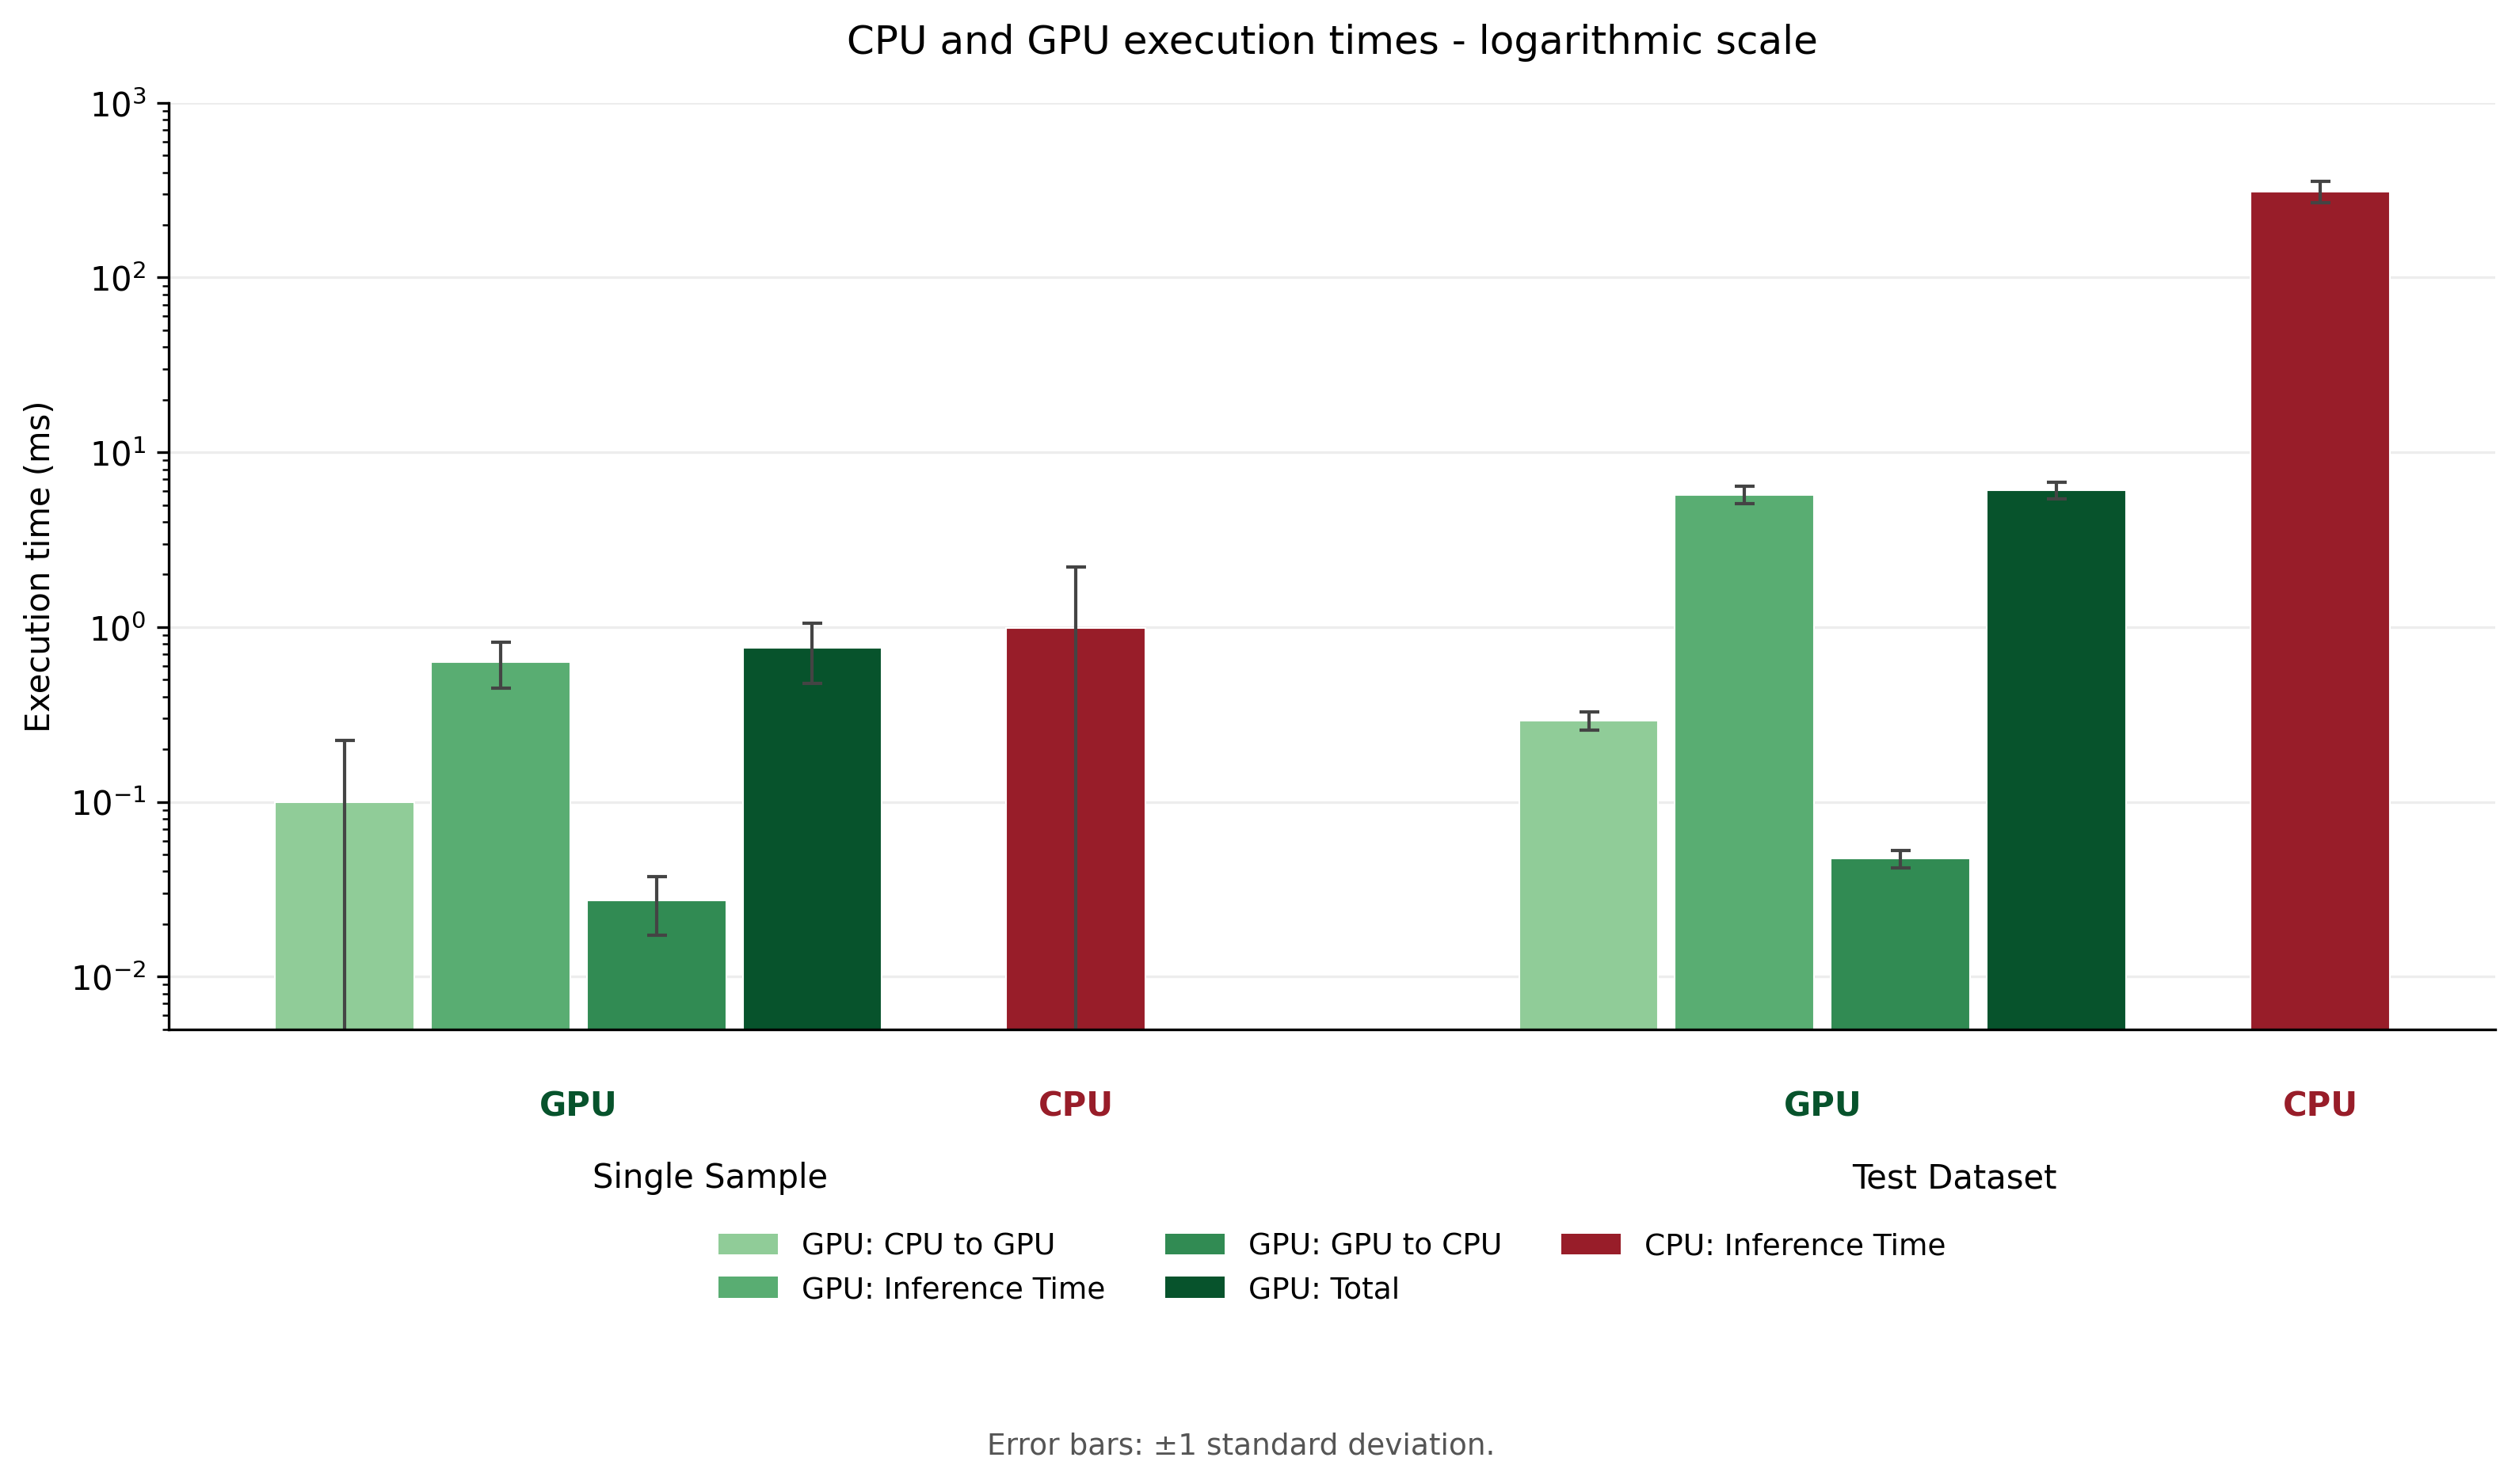 CPU and GPU execution times - logarithmic scale
Execution time (ms)
10³
10²
10¹
10⁰
10⁻¹
10⁻²
GPU CPU GPU CPU
Single Sample Test Dataset
GPU: CPU to GPU GPU: GPU to CPU CPU: Inference Time
GPU: Inference Time GPU: Total
Error bars: ±1 standard deviation.